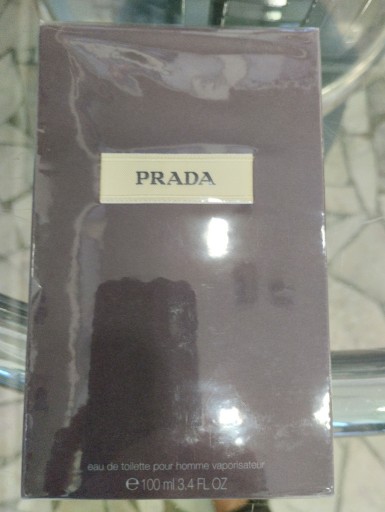 PRADA
eau de toilette pour homme vaporisateur
℮ 100 ml 3.4 FL OZ